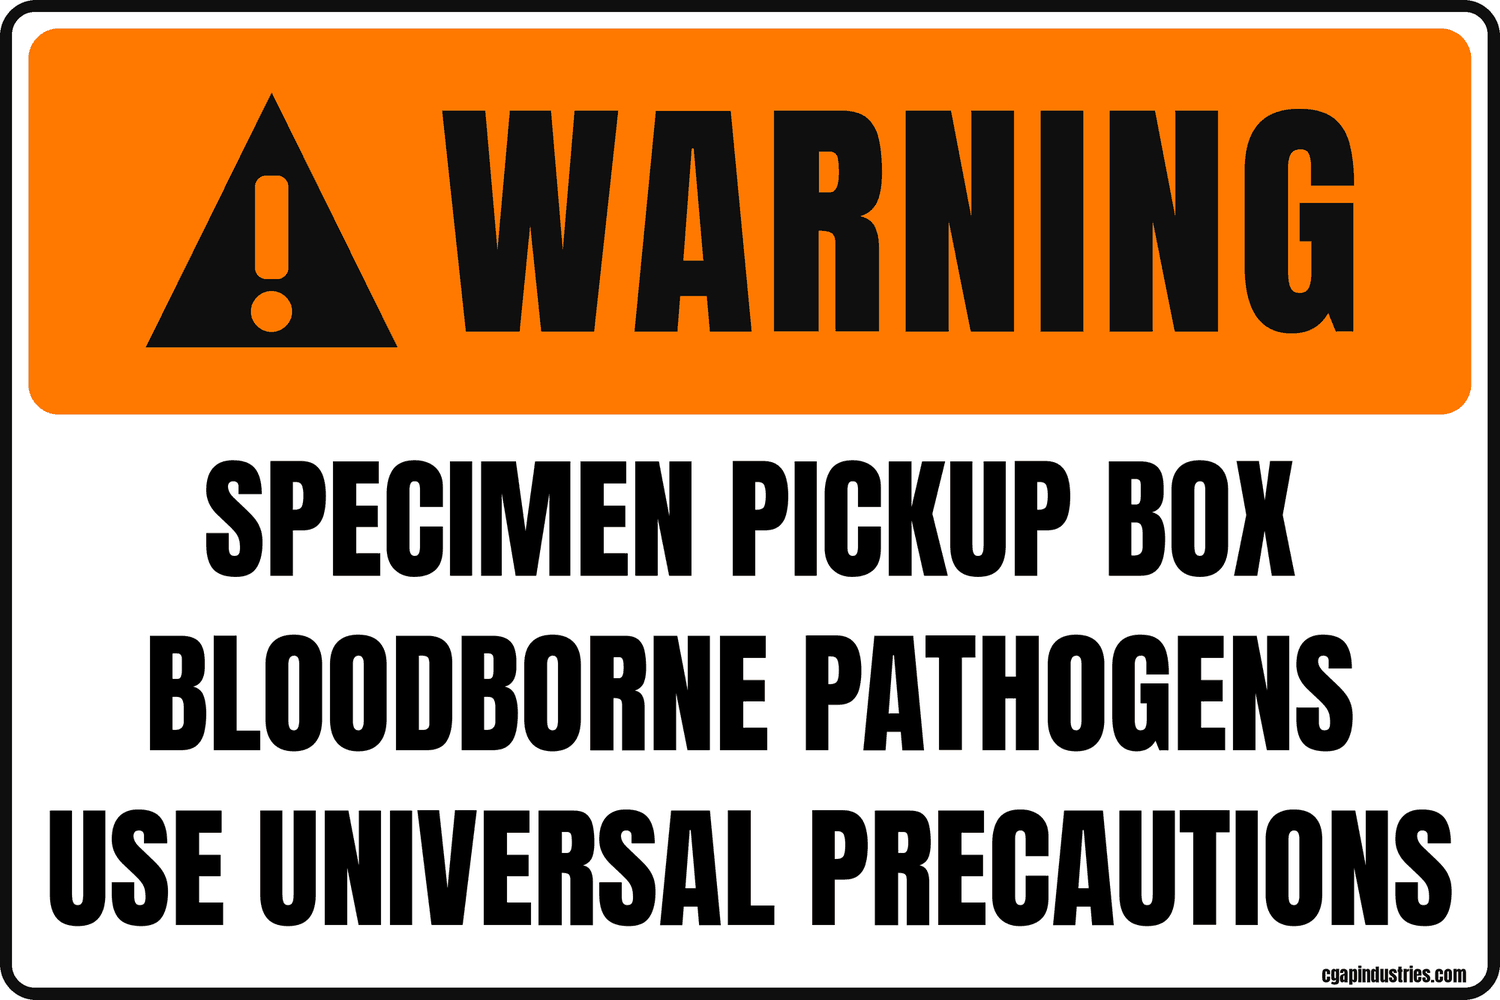 WARNING
SPECIMEN PICKUP BOX
BLOODBORNE PATHOGENS
USE UNIVERSAL PRECAUTIONS
cgapindustries.com